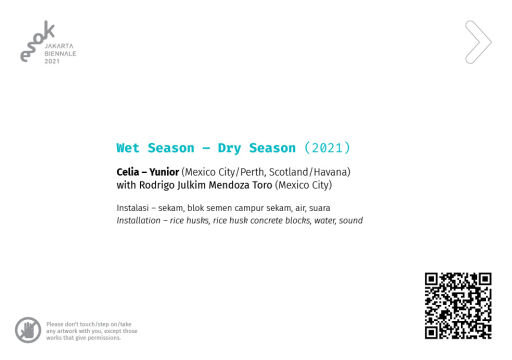 esok
JAKARTA
BIENNALE
2021
Wet Season – Dry Season (2021)
Celia – Yunior (Mexico City/Perth, Scotland/Havana)
with Rodrigo Julkim Mendoza Toro (Mexico City)
Instalasi – sekam, blok semen campur sekam, air, suara
Installation – rice husks, rice husk concrete blocks, water, sound
Please don't touch/step on/take
any artwork with you, except those
works that give permissions.